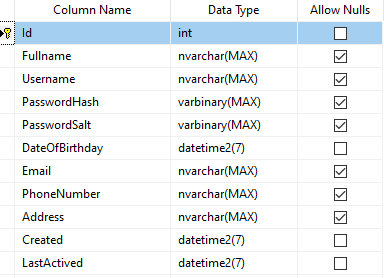 Column Name Data Type Allow Nulls
Id int
Fullname nvarchar(MAX)
Username nvarchar(MAX)
PasswordHash varbinary(MAX)
PasswordSalt varbinary(MAX)
DateOfBirthday datetime2(7)
Email nvarchar(MAX)
PhoneNumber nvarchar(MAX)
Address nvarchar(MAX)
Created datetime2(7)
LastActived datetime2(7)